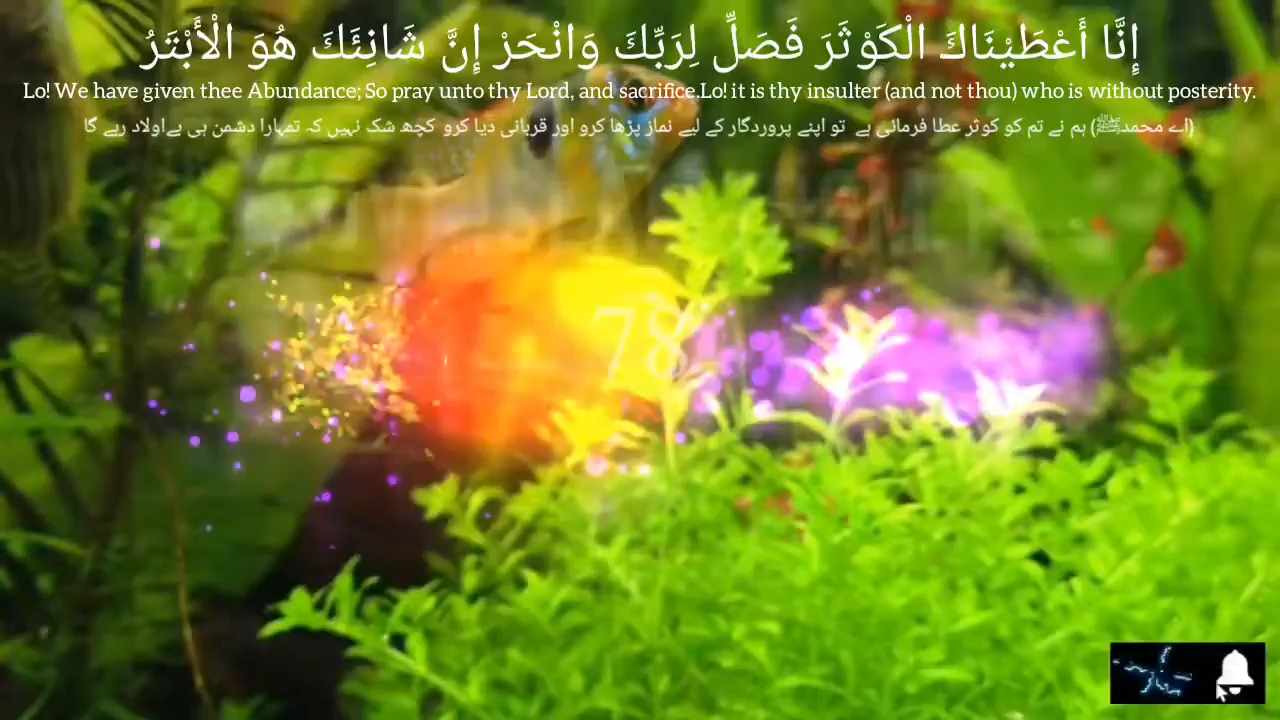 إِنَّا أَعْطَيْنَاكَ الْكَوْثَرَ فَصَلِّ لِرَبِّكَ وَانْحَرْ إِنَّ شَانِئَكَ هُوَ الْأَبْتَرُ
Lo! We have given thee Abundance; So pray unto thy Lord, and sacrifice.Lo! it is thy insulter (and not thou) who is without posterity.
(اے محمدﷺ) ہم نے تم کو کوثر عطا فرمائی ہے تو اپنے پروردگار کے لیے نماز پڑھا کرو اور قربانی دیا کرو کچھ شک نہیں کہ تمہارا دشمن ہی بےاولاد رہے گا
78